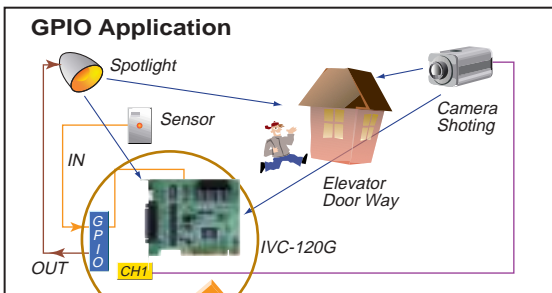 GPIO Application
Spotlight
Sensor
Camera
Shoting
IN
Elevator
Door Way
GPIO
IVC-120G
OUT
CH1